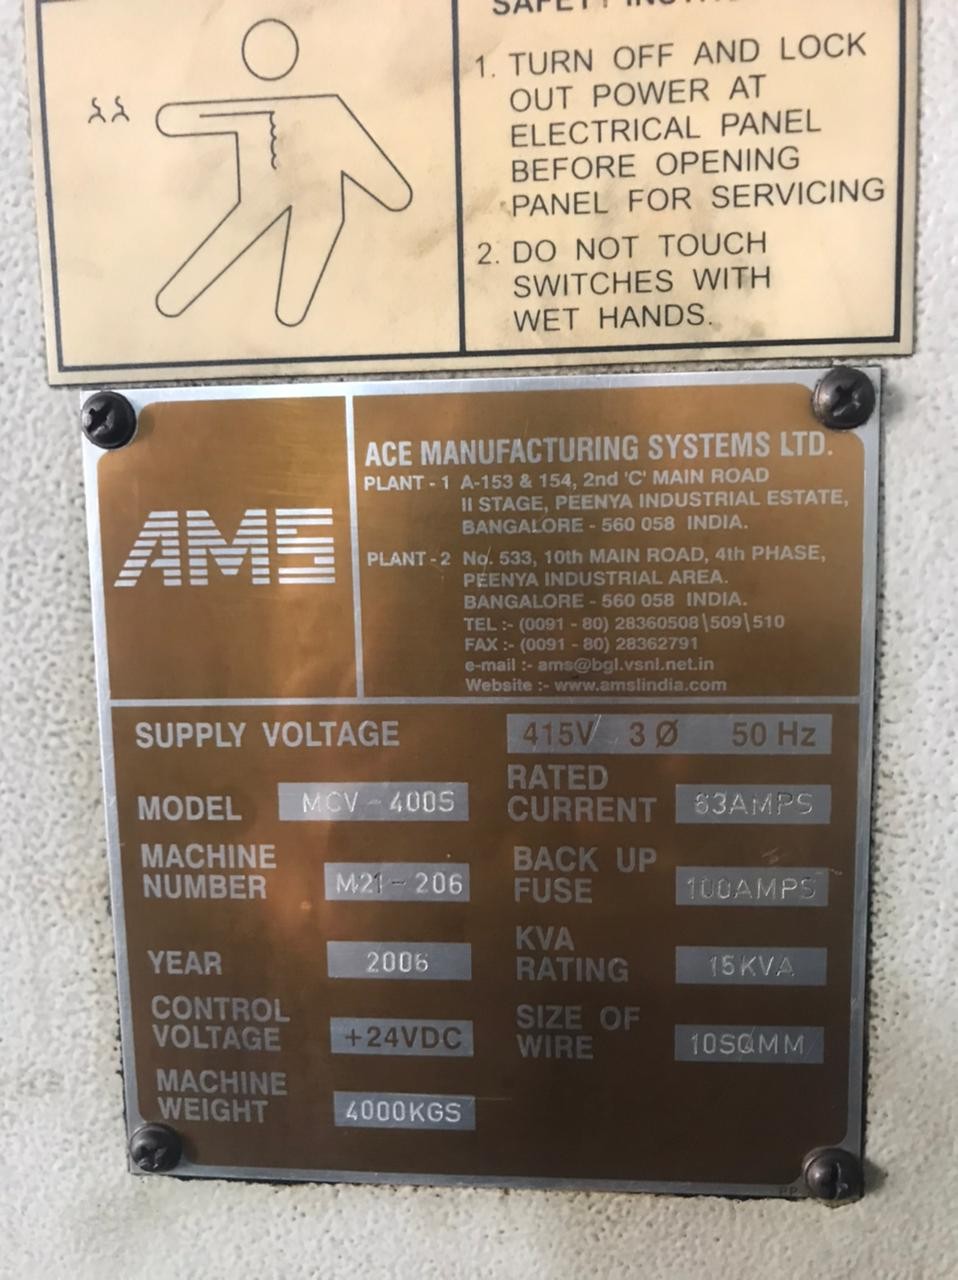 1. TURN OFF AND LOCK
OUT POWER AT
ELECTRICAL PANEL
BEFORE OPENING
PANEL FOR SERVICING
2. DO NOT TOUCH
SWITCHES WITH
WET HANDS.
AMS
ACE MANUFACTURING SYSTEMS LTD.
PLANT - 1 A-153 & 154, 2nd 'C' MAIN ROAD
II STAGE, PEENYA INDUSTRIAL ESTATE,
BANGALORE - 560 058 INDIA.
PLANT - 2 No. 533, 10th MAIN ROAD, 4th PHASE,
PEENYA INDUSTRIAL AREA.
BANGALORE - 560 058 INDIA.
TEL :- (0091 - 80) 28360508\509\510
FAX :- (0091 - 80) 28362791
e-mail :- ams@bgl.vsnl.net.in
Website :- www.amslindia.com
SUPPLY VOLTAGE 415V 3 Ø 50 Hz
MODEL MCV - 400S
RATED
CURRENT 63AMPS
MACHINE
NUMBER M21 - 206
BACK UP
FUSE 100AMPS
YEAR 2006
KVA
RATING 15KVA
CONTROL
VOLTAGE +24VDC
SIZE OF
WIRE 10SQMM
MACHINE
WEIGHT 4000KGS